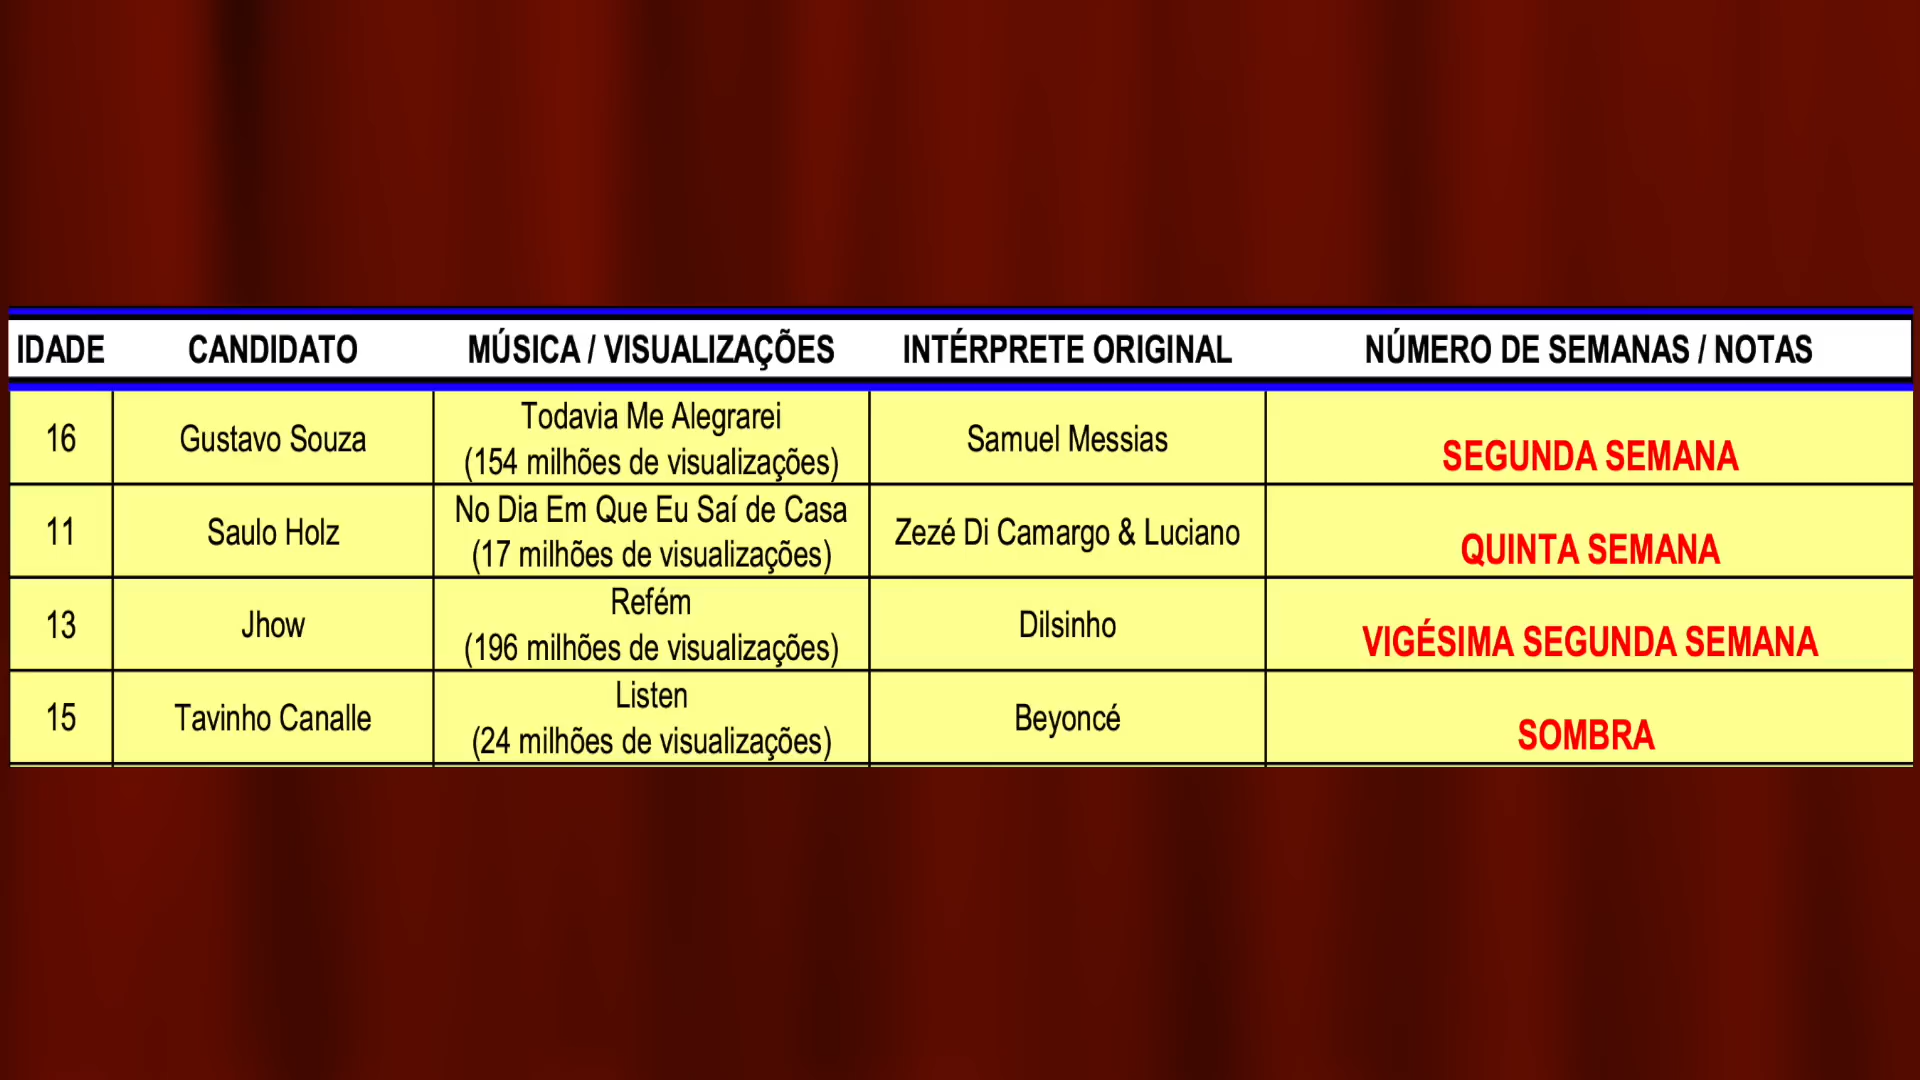 IDADE CANDIDATO MÚSICA / VISUALIZAÇÕES INTÉRPRETE ORIGINAL NÚMERO DE SEMANAS / NOTAS
16 Gustavo Souza Todavia Me Alegrarei
(154 milhões de visualizações) Samuel Messias SEGUNDA SEMANA
11 Saulo Holz No Dia Em Que Eu Saí de Casa
(17 milhões de visualizações) Zezé Di Camargo & Luciano QUINTA SEMANA
13 Jhow Refém
(196 milhões de visualizações) Dilsinho VIGÉSIMA SEGUNDA SEMANA
15 Tavinho Canalle Listen
(24 milhões de visualizações) Beyoncé SOMBRA